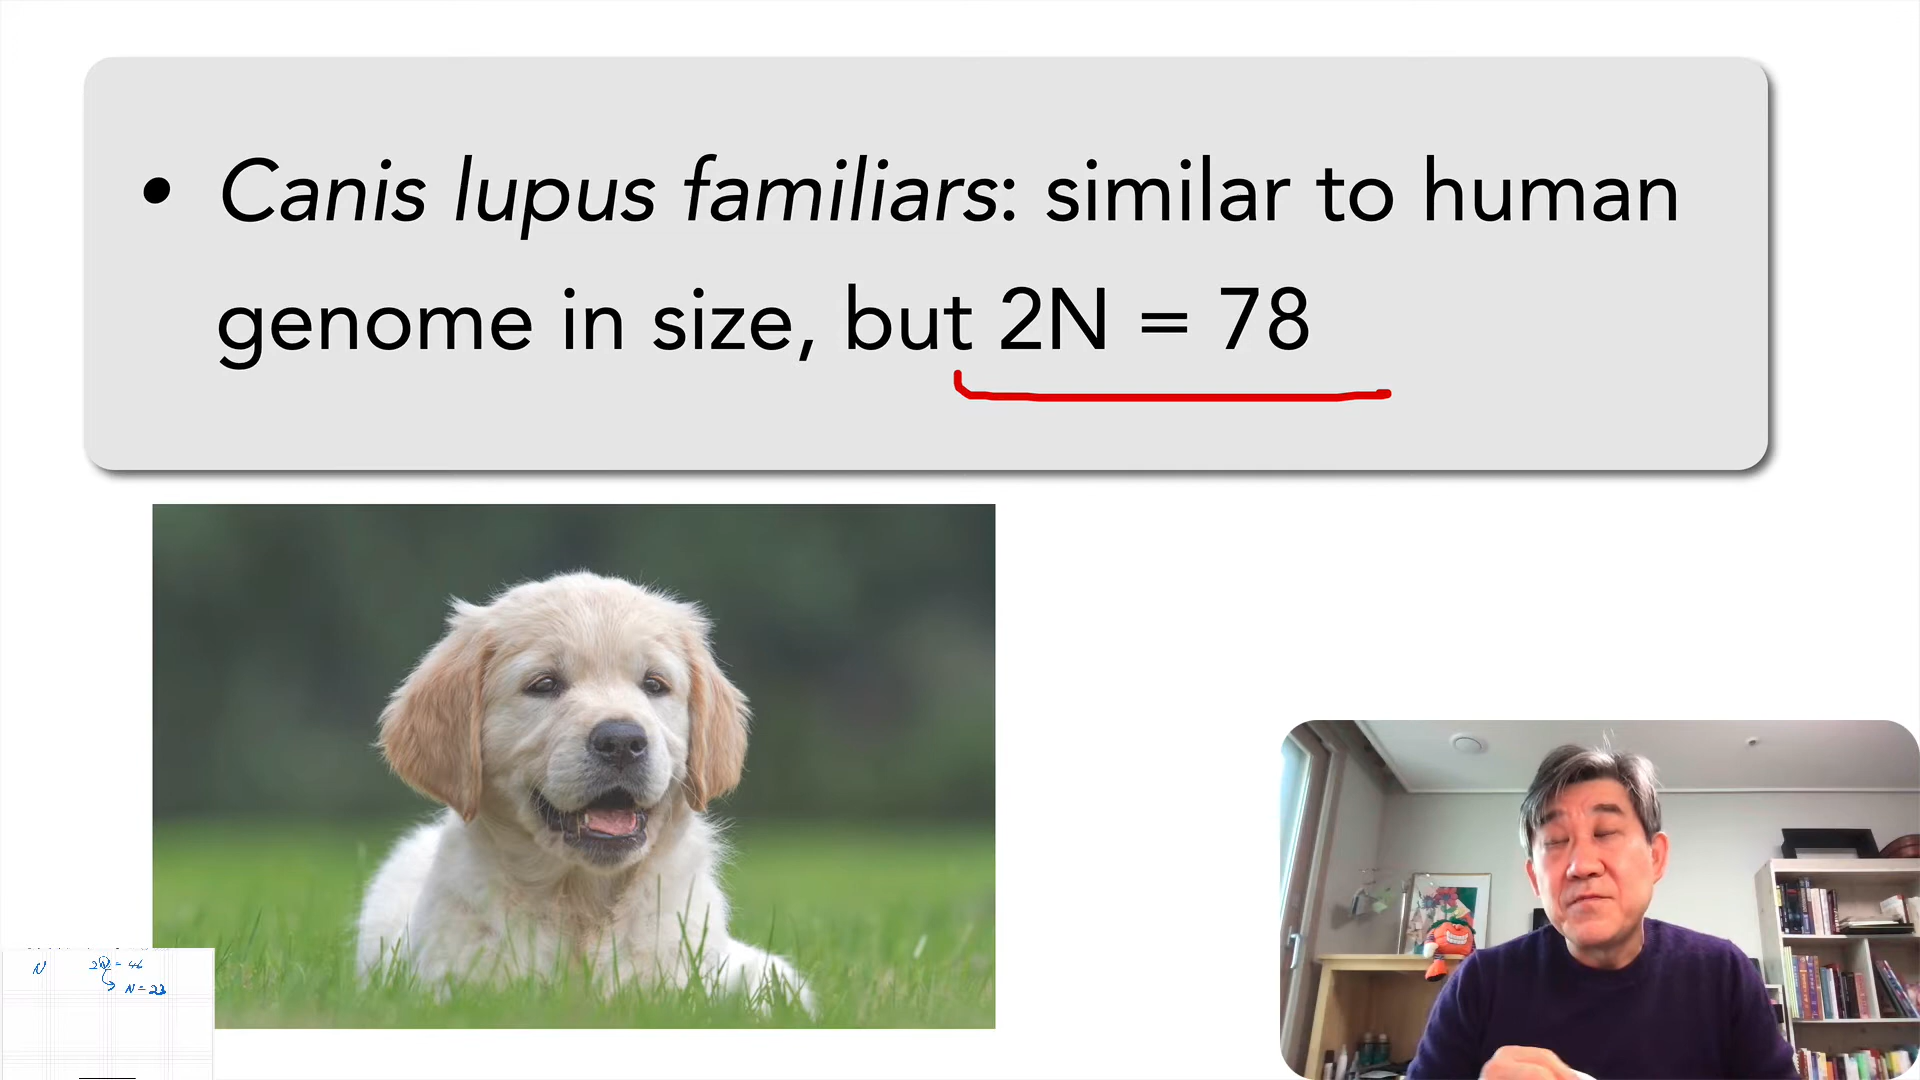 • Canis lupus familiars: similar to human
genome in size, but 2N = 78
N 2N = 46
N = 23